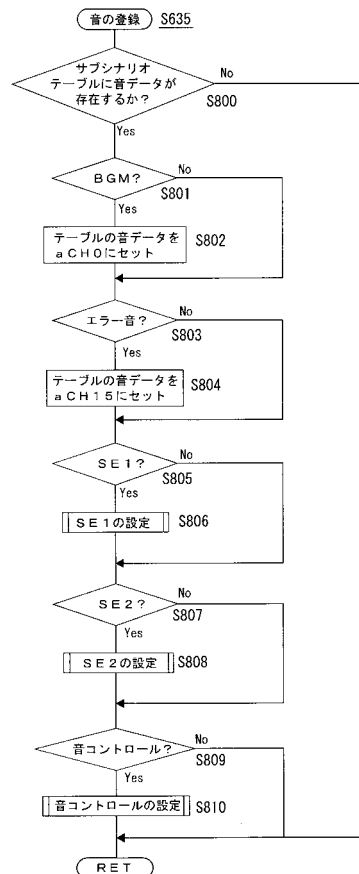 音の登録 S635
サブシナリオ
テーブルに音データが
存在するか?
No
S800
Yes
BGM?
No
S801
Yes
テーブルの音データを
aCH0にセット
S802
エラー音?
No
S803
Yes
テーブルの音データを
aCH15にセット
S804
SE1?
No
S805
Yes
SE1の設定 S806
SE2?
No
S807
Yes
SE2の設定 S808
音コントロール?
No
S809
Yes
音コントロールの設定 S810
RET